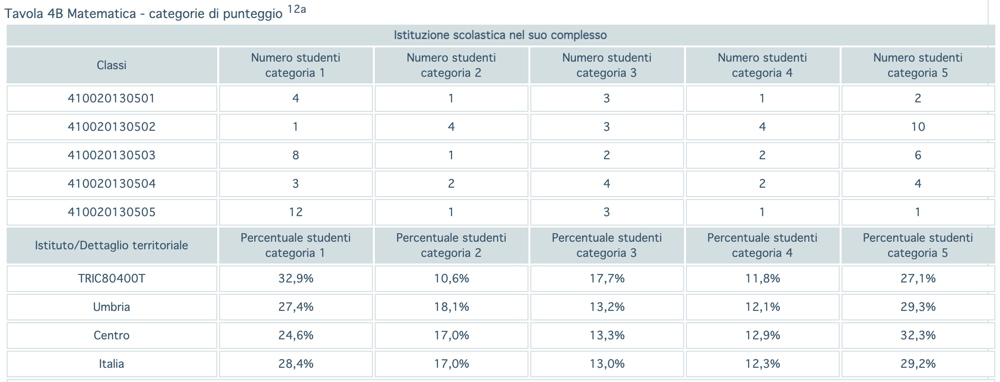 Tavola 4B Matematica - categorie di punteggio 12a
Istituzione scolastica nel suo complesso
Classi Numero studenti categoria 1 Numero studenti categoria 2 Numero studenti categoria 3 Numero studenti categoria 4 Numero studenti categoria 5
410020130501 4 1 3 1 2
410020130502 1 4 3 4 10
410020130503 8 1 2 2 6
410020130504 3 2 4 2 4
410020130505 12 1 3 1 1
Istituto/Dettaglio territoriale Percentuale studenti categoria 1 Percentuale studenti categoria 2 Percentuale studenti categoria 3 Percentuale studenti categoria 4 Percentuale studenti categoria 5
TRIC80400T 32,9% 10,6% 17,7% 11,8% 27,1%
Umbria 27,4% 18,1% 13,2% 12,1% 29,3%
Centro 24,6% 17,0% 13,3% 12,9% 32,3%
Italia 28,4% 17,0% 13,0% 12,3% 29,2%